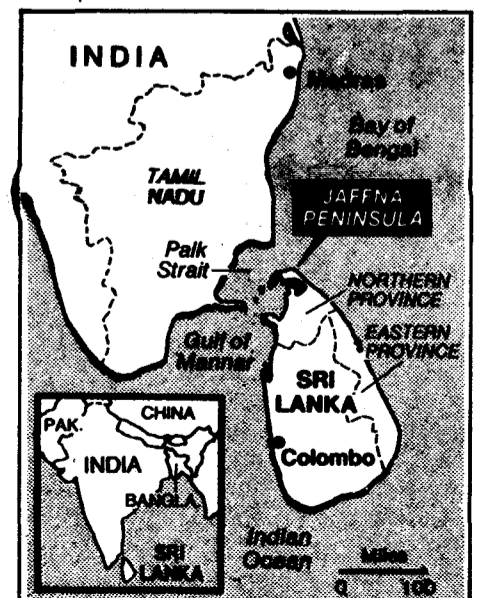 INDIA
Madras
Bay of
Bengal
TAMIL
NADU
JAFFNA
PENINSULA
Palk
Strait
NORTHERN
PROVINCE
Gulf of
Mannar
EASTERN
PROVINCE
SRI
LANKA
Colombo
PAK.
CHINA
INDIA
BANGLA.
SRI
LANKA
Indian
Ocean
Miles
0 100